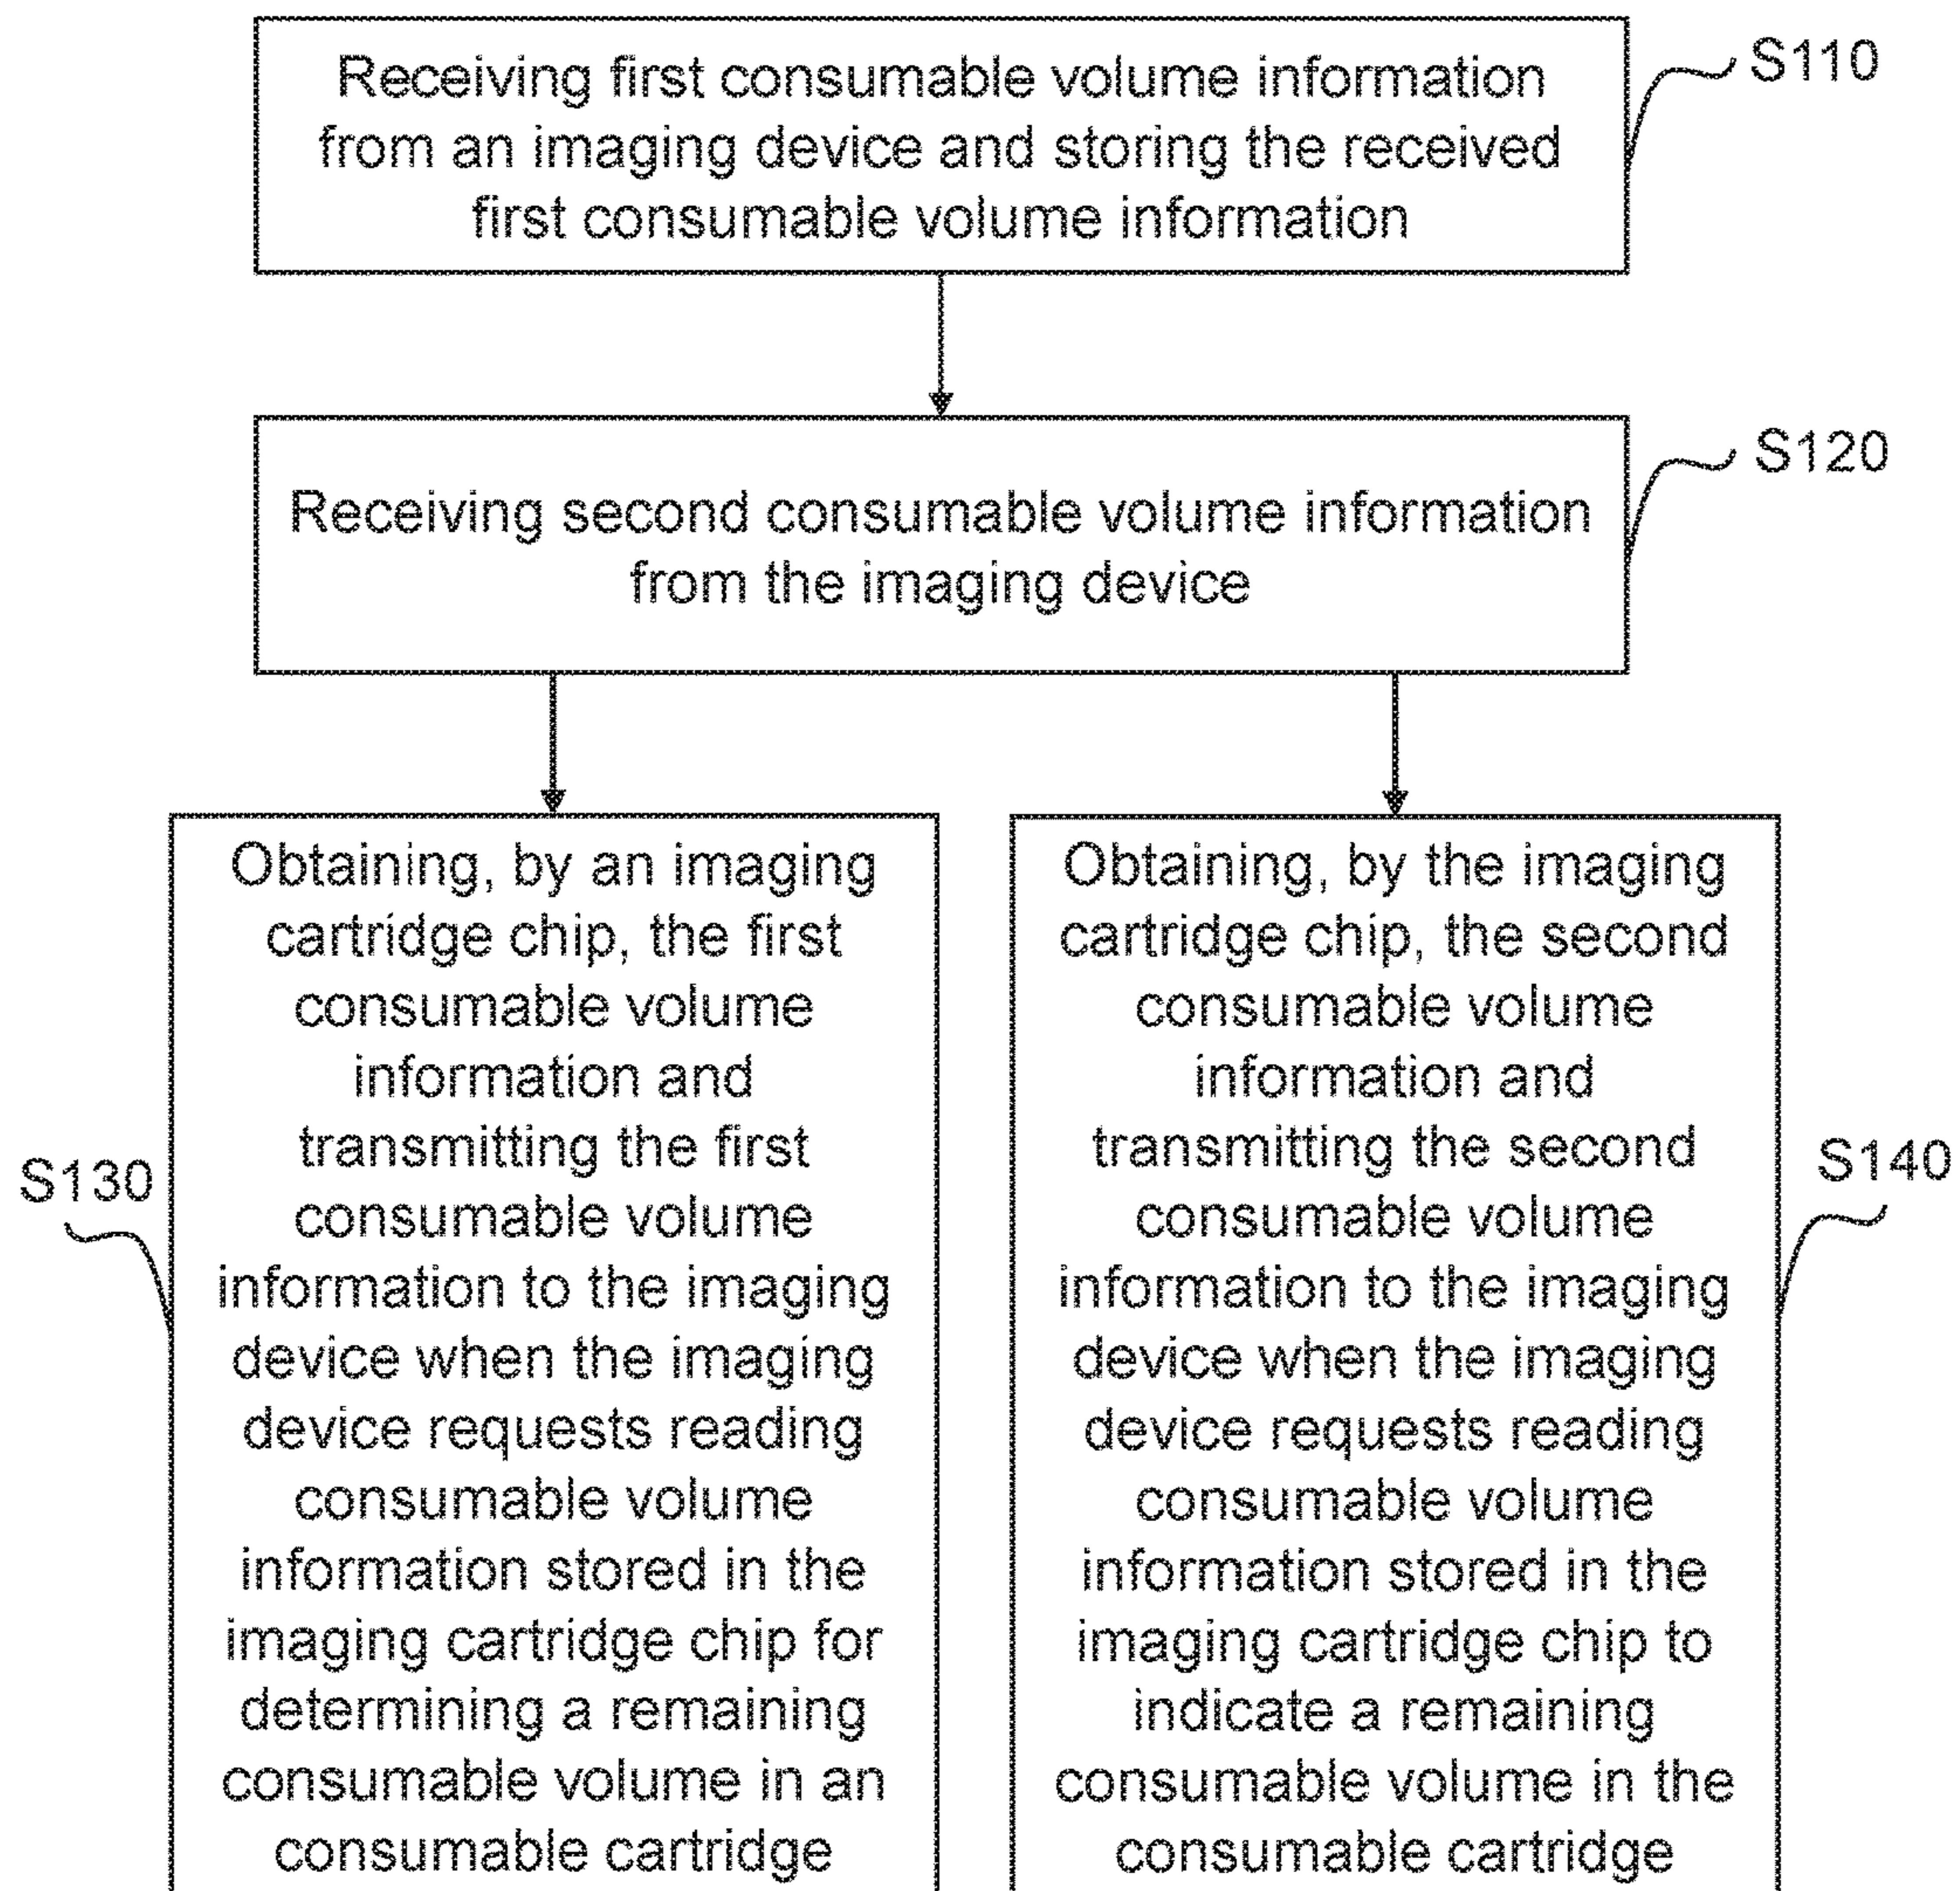 Receiving first consumable volume information
from an imaging device and storing the received
first consumable volume information
S110
Receiving second consumable volume information
from the imaging device
S120
Obtaining, by an imaging
cartridge chip, the first
consumable volume
information and
transmitting the first
consumable volume
information to the imaging
device when the imaging
device requests reading
consumable volume
information stored in the
imaging cartridge chip for
determining a remaining
consumable volume in an
consumable cartridge
S130
Obtaining, by the imaging
cartridge chip, the second
consumable volume
information and
transmitting the second
consumable volume
information to the imaging
device when the imaging
device requests reading
consumable volume
information stored in the
imaging cartridge chip to
indicate a remaining
consumable volume in the
consumable cartridge
S140